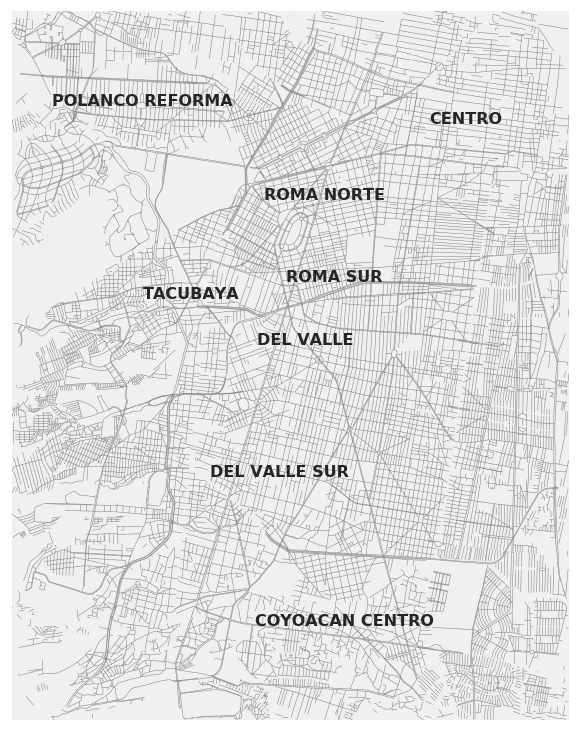 POLANCO REFORMA
CENTRO
ROMA NORTE
ROMA SUR
TACUBAYA
DEL VALLE
DEL VALLE SUR
COYOACAN CENTRO